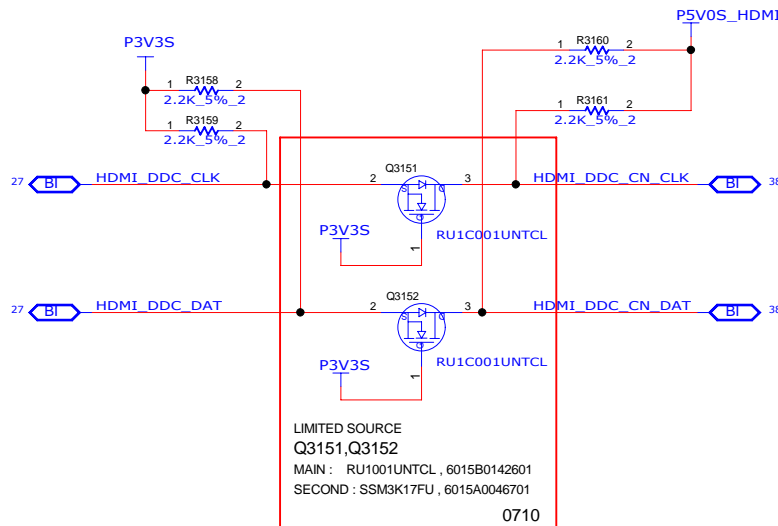 P5V0S_HDMI
P3V3S
1 R3160 2
2.2K_5%_2
1 R3158 2
2.2K_5%_2
1 R3161 2
2.2K_5%_2
1 R3159 2
2.2K_5%_2
27 BI HDMI_DDC_CLK 2 Q3151 3 HDMI_DDC_CN_CLK BI 38
S D
G
RU1C001UNTCL
P3V3S
1
27 BI HDMI_DDC_DAT 2 Q3152 3 HDMI_DDC_CN_DAT BI 38
S D
G
RU1C001UNTCL
P3V3S
1
LIMITED SOURCE
Q3151,Q3152
MAIN : RU1001UNTCL , 6015B0142601
SECOND : SSM3K17FU , 6015A0046701
0710